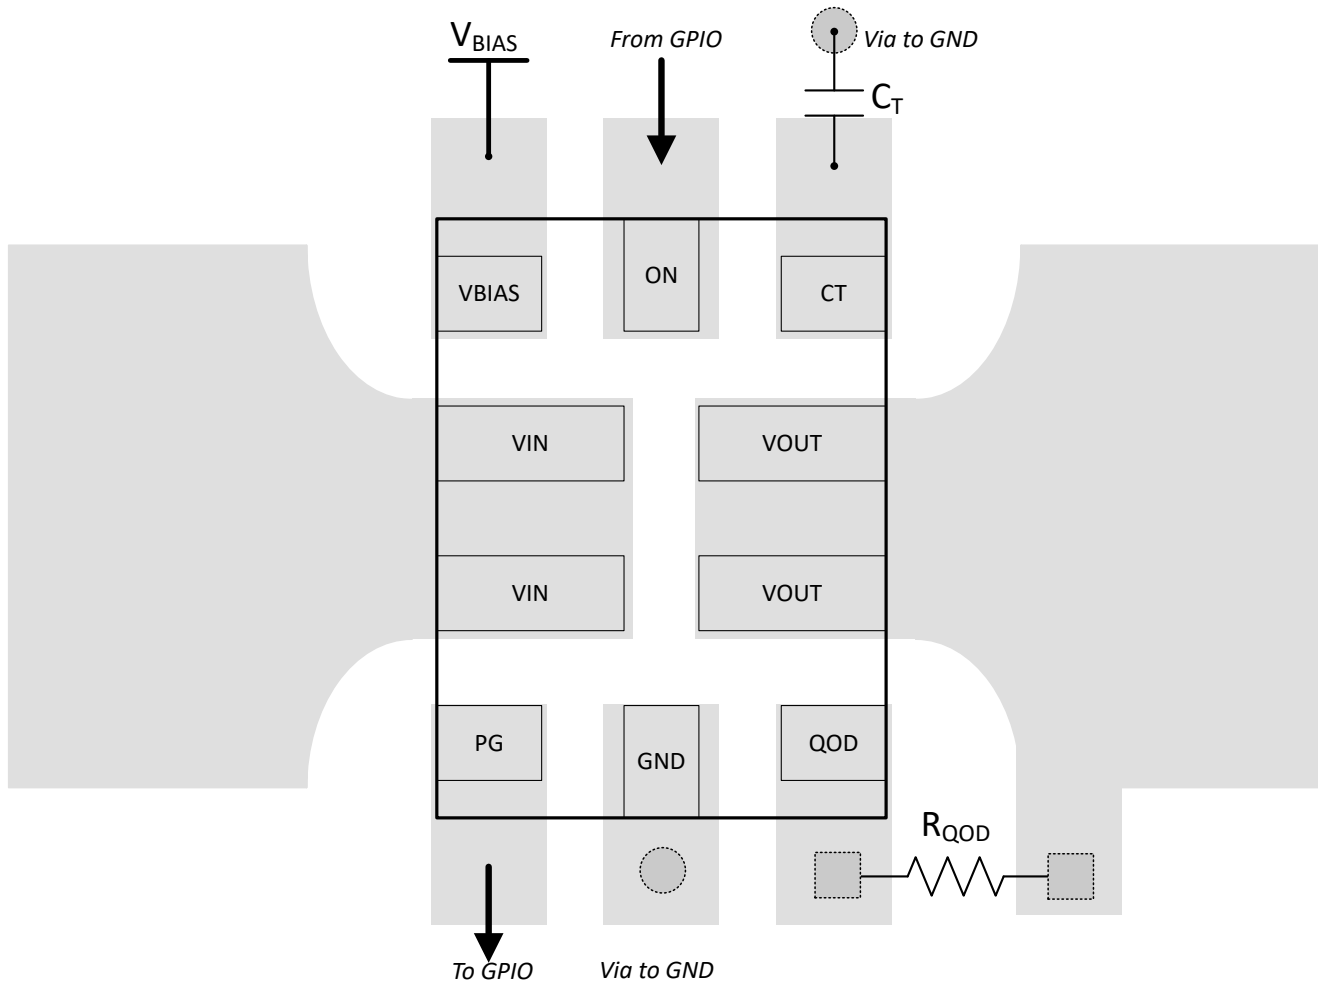 VBIAS
From GPIO
Via to GND
CT
VBIAS
ON
CT
VIN
VOUT
VIN
VOUT
PG
GND
QOD
RQOD
To GPIO
Via to GND